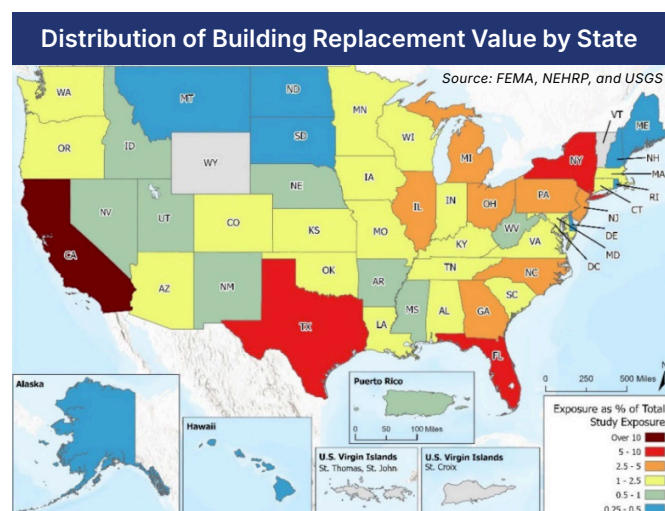 Distribution of Building Replacement Value by State
Source: FEMA, NEHRP, and USGS
WA
MT
ND
MN
VT
ME
OR
ID
SD
WI
NH
WY
MI
NY
MA
RI
IA
NE
PA
CT
NV
UT
IL
IN
OH
NJ
CO
WV
DE
CA
KS
MO
KY
VA
MD
DC
TN
NC
AZ
NM
OK
AR
SC
MS
AL
GA
TX
LA
FL
N
0 250 500 Miles
Alaska
Puerto Rico
0 50 100 Miles
Hawaii
U.S. Virgin Islands
St. Thomas, St. John
U.S. Virgin Islands
St. Croix
Exposure as % of Total
Study Exposure
Over 10
5 - 10
2.5 - 5
1 - 2.5
0.5 - 1
0.25 - 0.5